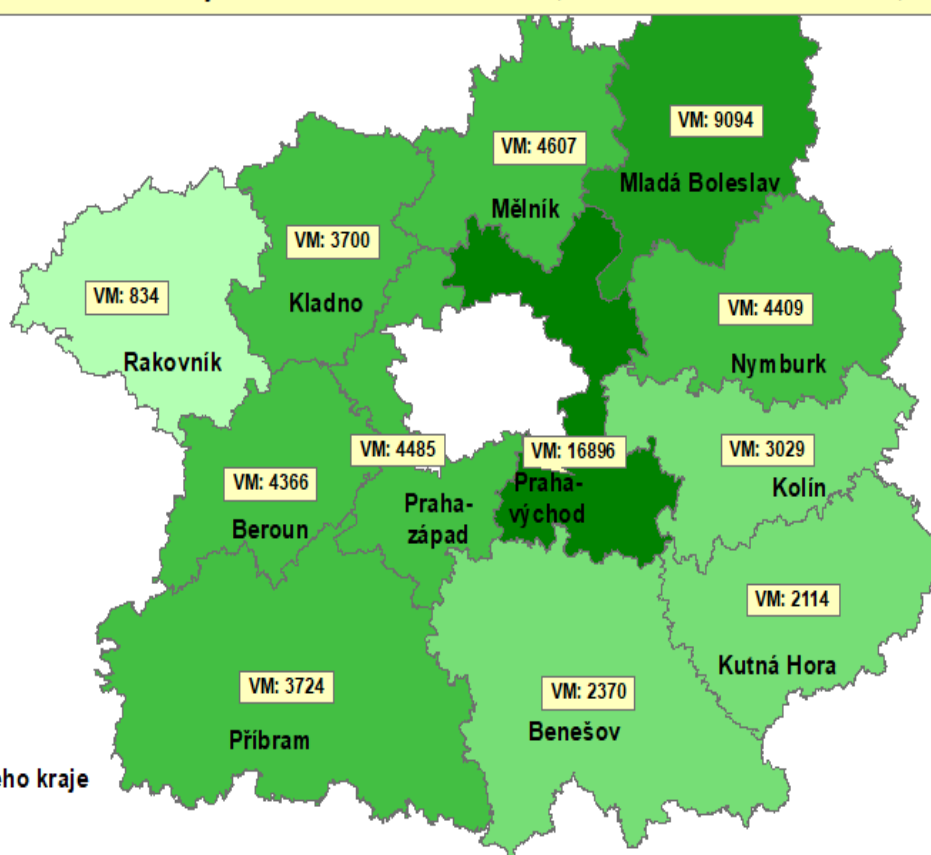 VM: 9094
Mladá Boleslav
VM: 4607
Mělník
VM: 3700
Kladno
VM: 834
Rakovník
VM: 4409
Nymburk
VM: 4485
Praha-
západ
VM: 16896
Praha-
východ
VM: 3029
Kolín
VM: 4366
Beroun
VM: 2114
Kutná Hora
VM: 3724
Příbram
VM: 2370
Benešov
kraje